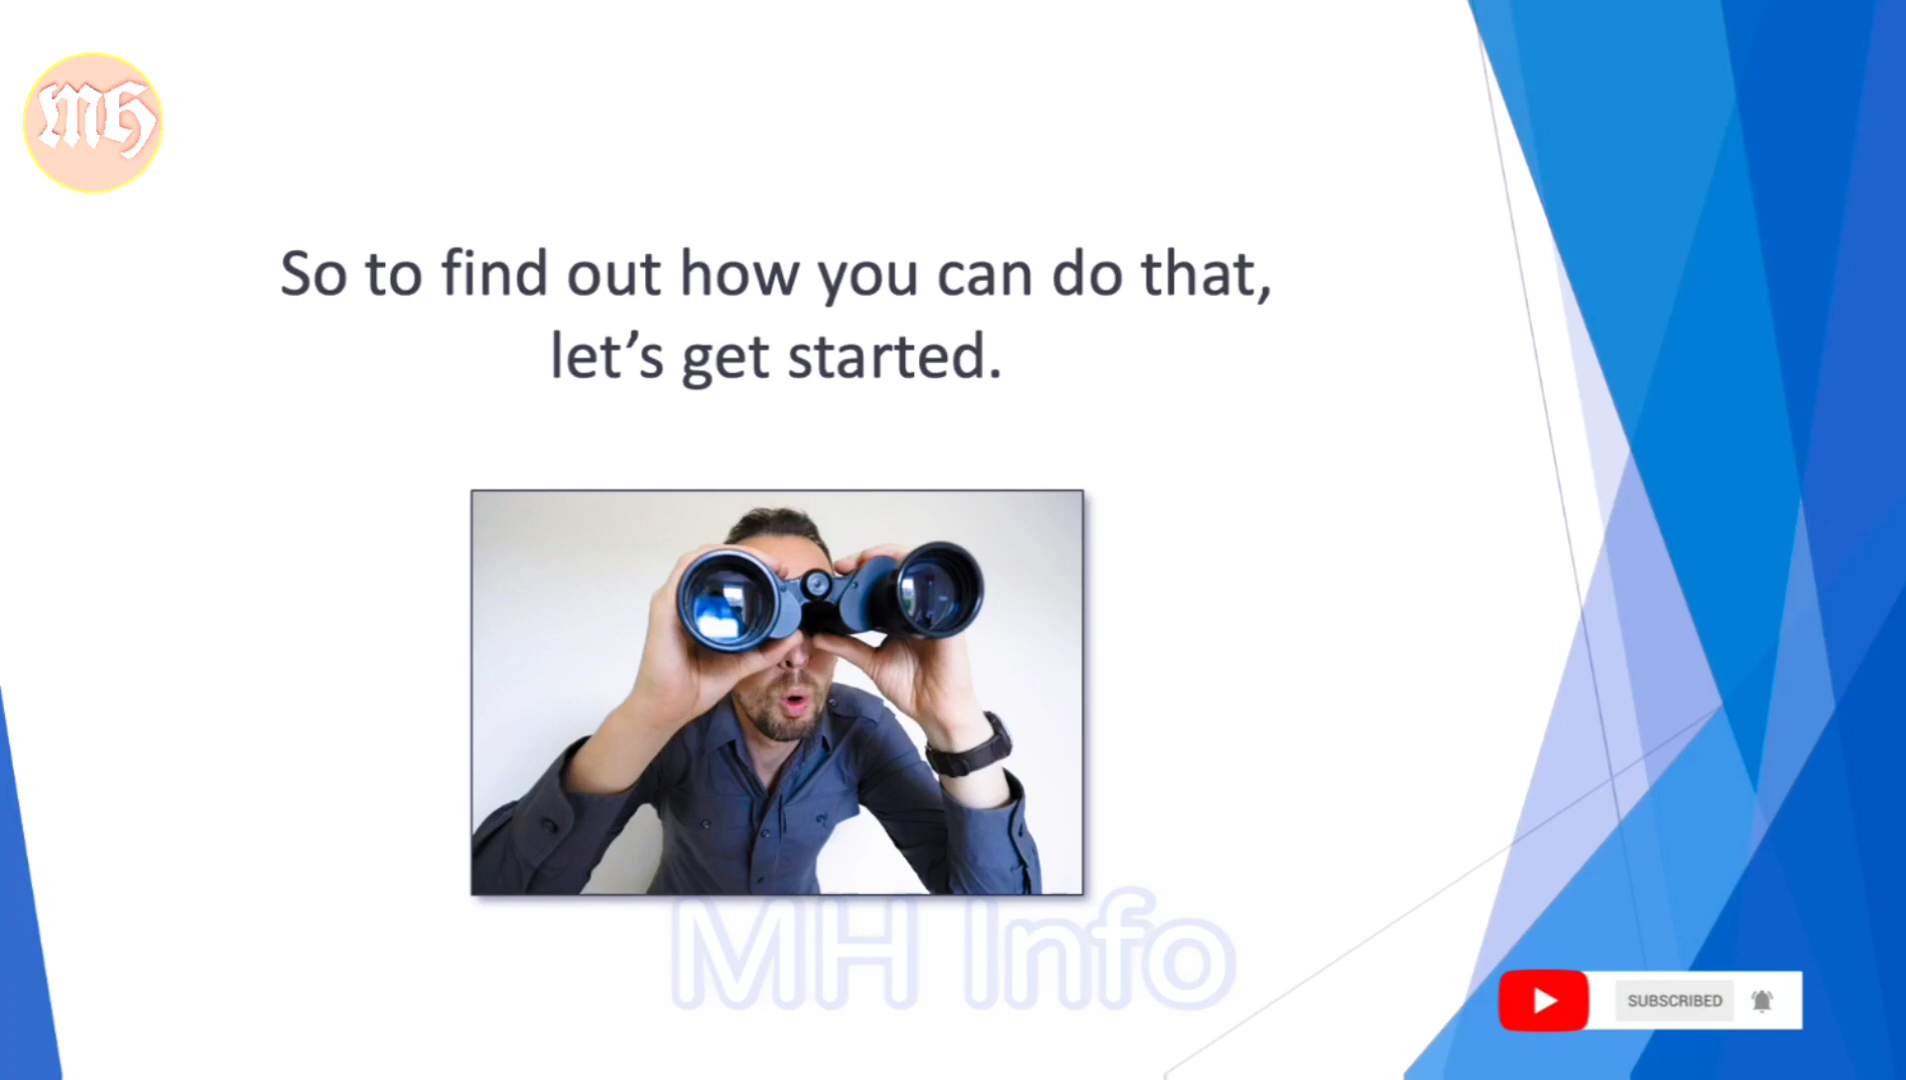 MH
So to find out how you can do that,
let’s get started.
MH Info
SUBSCRIBED